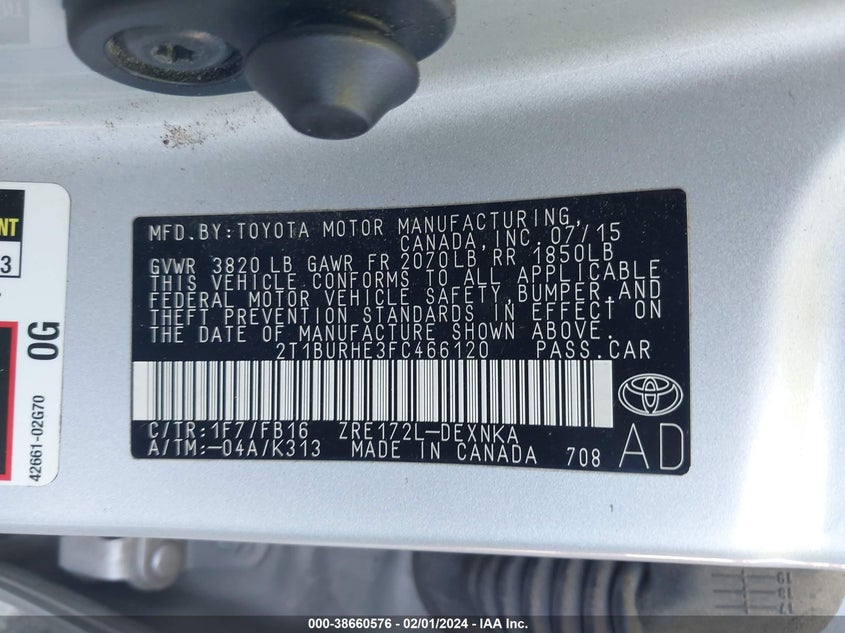 MFD.BY:TOYOTA MOTOR MANUFACTURING,
CANADA,INC. 07/15
GVWR 3820 LB GAWR FR 2070LB RR 1850LB
THIS VEHICLE CONFORMS TO ALL APPLICABLE
FEDERAL MOTOR VEHICLE SAFETY,BUMPER,AND
THEFT PREVENTION STANDARDS IN EFFECT ON
THE DATE OF MANUFACTURE SHOWN ABOVE.
2T1BURHE3FC466120 PASS.CAR
C/TR:1F7/FB16 ZRE172L-DEXNKA
A/TM:-04A/K313 MADE IN CANADA 708
AD
NT
3
0G
42661-02G70
000-38660576 - 02/01/2024 - IAA